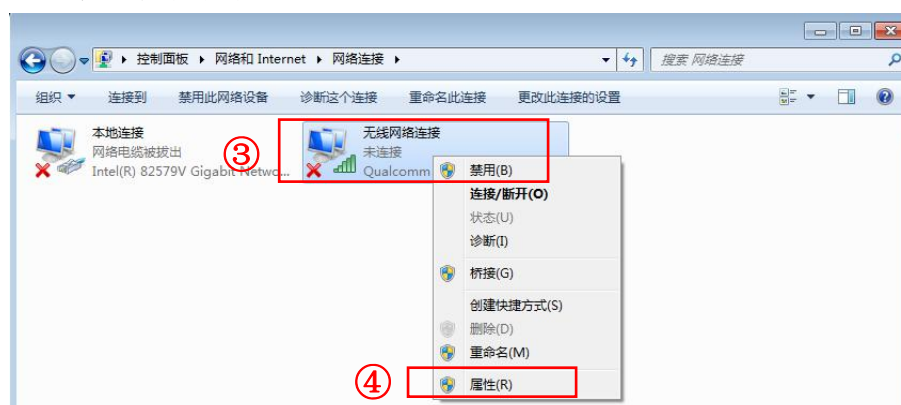 控制面板 ▸ 网络和 Internet ▸ 网络连接 ▸
搜索 网络连接
组织 连接到 禁用此网络设备 诊断这个连接 重命名此连接 更改此连接的设置
本地连接
网络电缆被拔出
Intel(R) 82579V Gigabit Netwo...
③
无线网络连接
未连接
Qualcomm
禁用(B)
连接/断开(O)
状态(U)
诊断(I)
桥接(G)
创建快捷方式(S)
删除(D)
重命名(M)
④
属性(R)